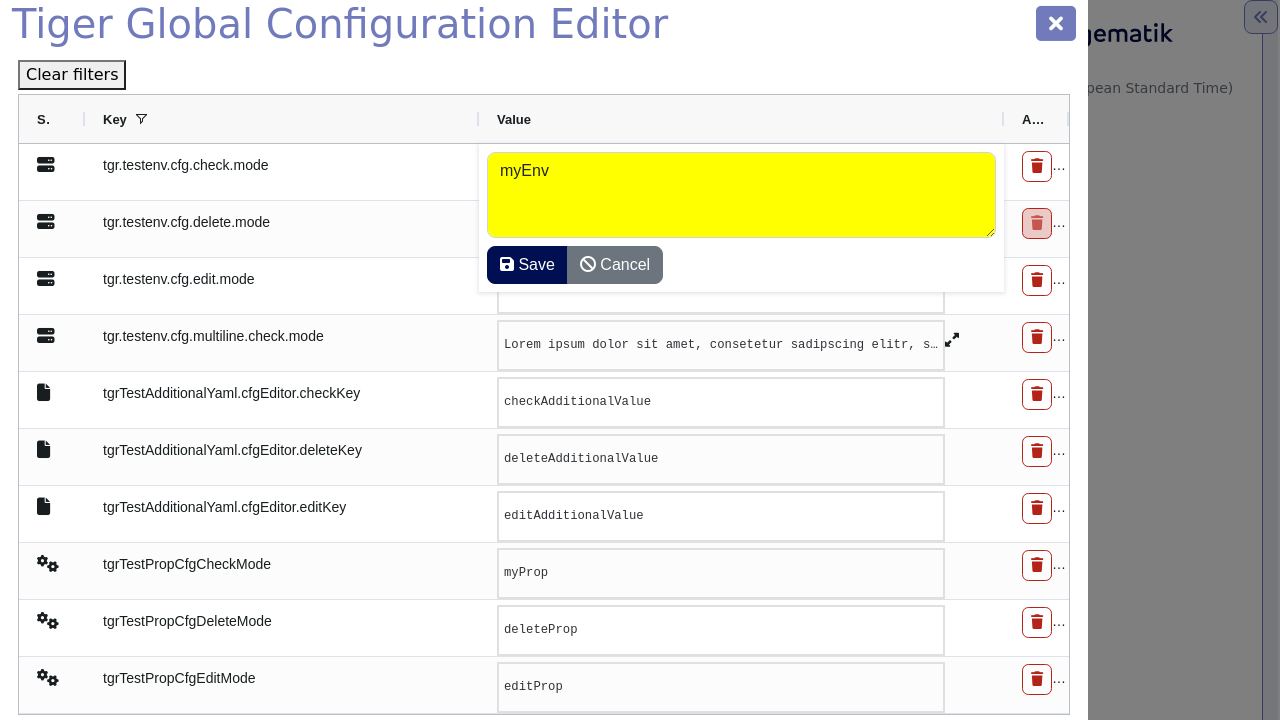 Tiger Global Configuration Editor
gematik
Clear filters
pean Standard Time)
S.
Key
Value
A...
tgr.testenv.cfg.check.mode
myEnv
...
tgr.testenv.cfg.delete.mode
...
Save
Cancel
tgr.testenv.cfg.edit.mode
...
tgr.testenv.cfg.multiline.check.mode
Lorem ipsum dolor sit amet, consetetur sadipscing elitr, s…
...
tgrTestAdditionalYaml.cfgEditor.checkKey
checkAdditionalValue
...
tgrTestAdditionalYaml.cfgEditor.deleteKey
deleteAdditionalValue
...
tgrTestAdditionalYaml.cfgEditor.editKey
editAdditionalValue
...
tgrTestPropCfgCheckMode
myProp
...
tgrTestPropCfgDeleteMode
deleteProp
...
tgrTestPropCfgEditMode
editProp
...